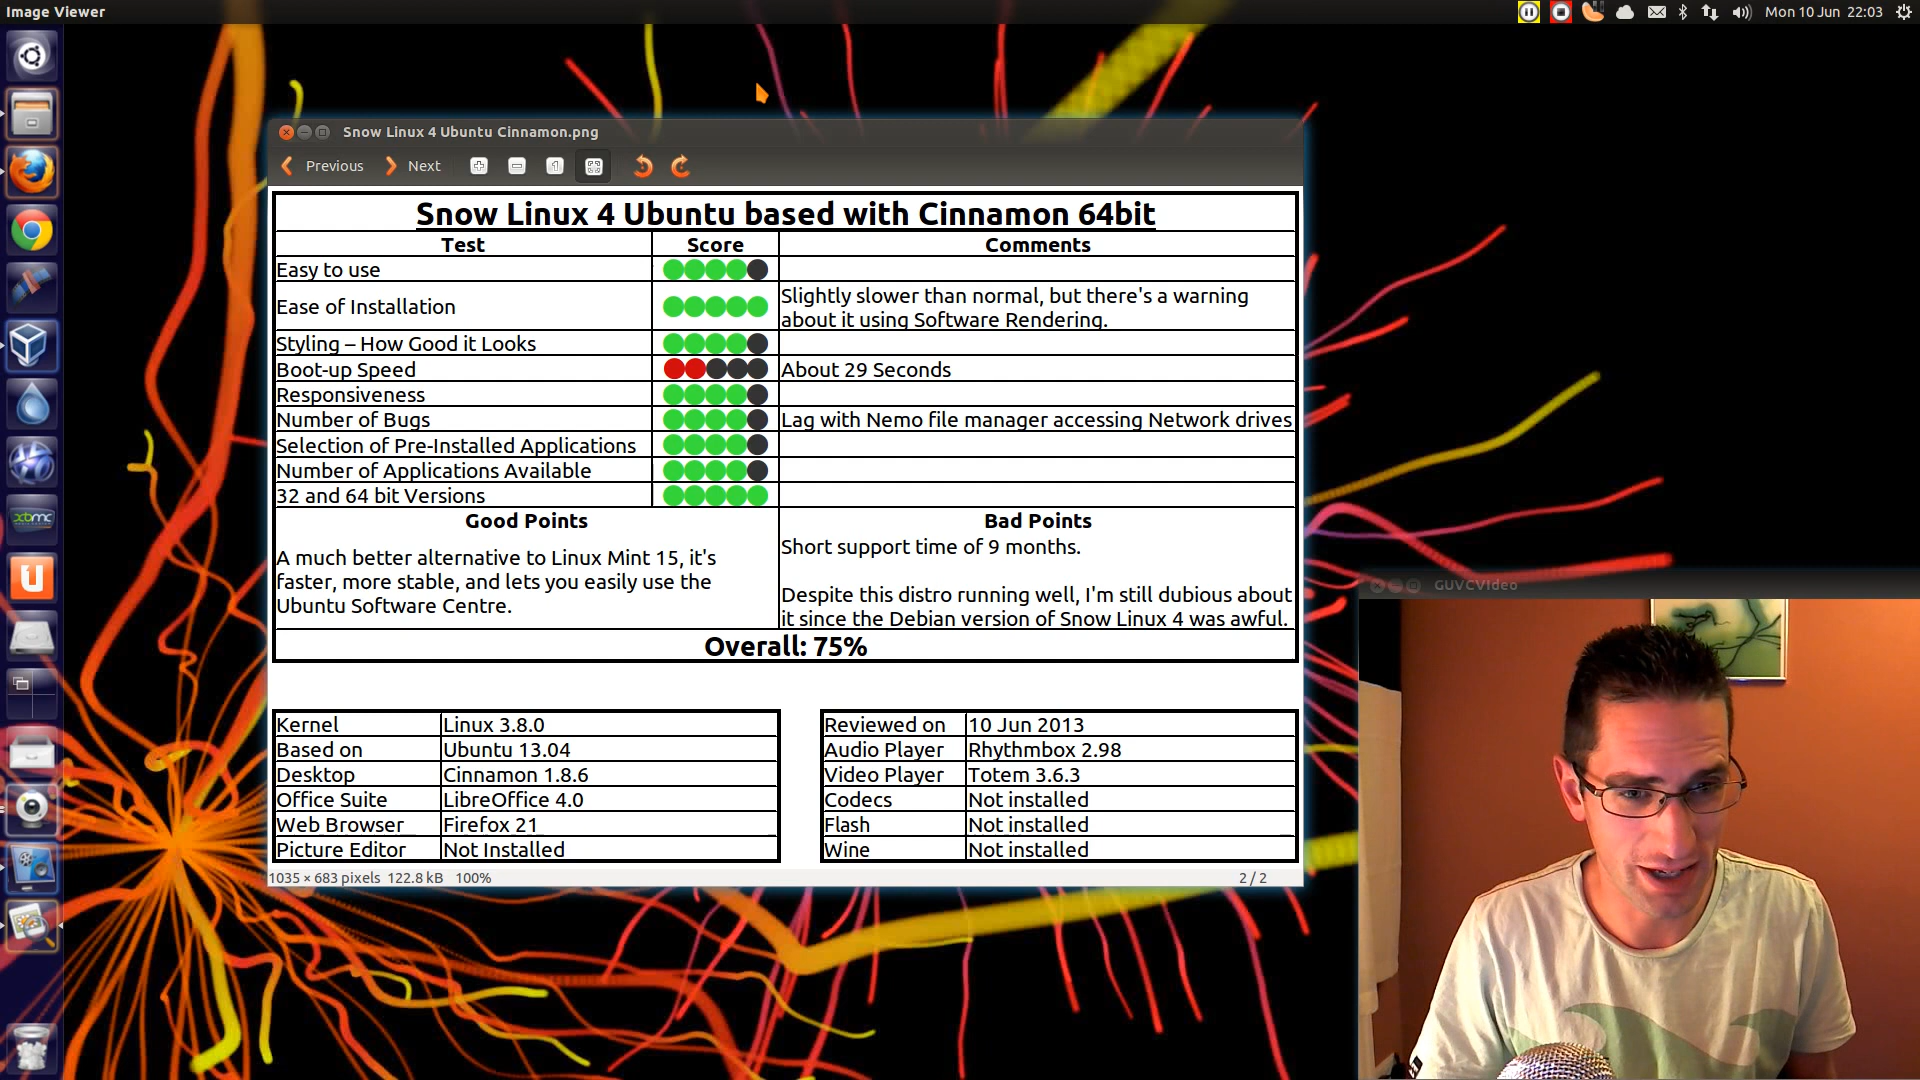 Image Viewer
Mon 10 Jun 22:03
Snow Linux 4 Ubuntu Cinnamon.png
Previous Next
Snow Linux 4 Ubuntu based with Cinnamon 64bit
Test Score Comments
Easy to use
Ease of Installation Slightly slower than normal, but there's a warning
about it using Software Rendering.
Styling – How Good it Looks
Boot-up Speed About 29 Seconds
Responsiveness
Number of Bugs Lag with Nemo file manager accessing Network drives
Selection of Pre-Installed Applications
Number of Applications Available
32 and 64 bit Versions
Good Points
A much better alternative to Linux Mint 15, it's
faster, more stable, and lets you easily use the
Ubuntu Software Centre.
Bad Points
Short support time of 9 months.
Despite this distro running well, I'm still dubious about
it since the Debian version of Snow Linux 4 was awful.
Overall: 75%
Kernel Linux 3.8.0
Based on Ubuntu 13.04
Desktop Cinnamon 1.8.6
Office Suite LibreOffice 4.0
Web Browser Firefox 21
Picture Editor Not Installed
Reviewed on 10 Jun 2013
Audio Player Rhythmbox 2.98
Video Player Totem 3.6.3
Codecs Not installed
Flash Not installed
Wine Not installed
1035 × 683 pixels 122.8 kB 100% 2 / 2
GUVCVideo
xbmc